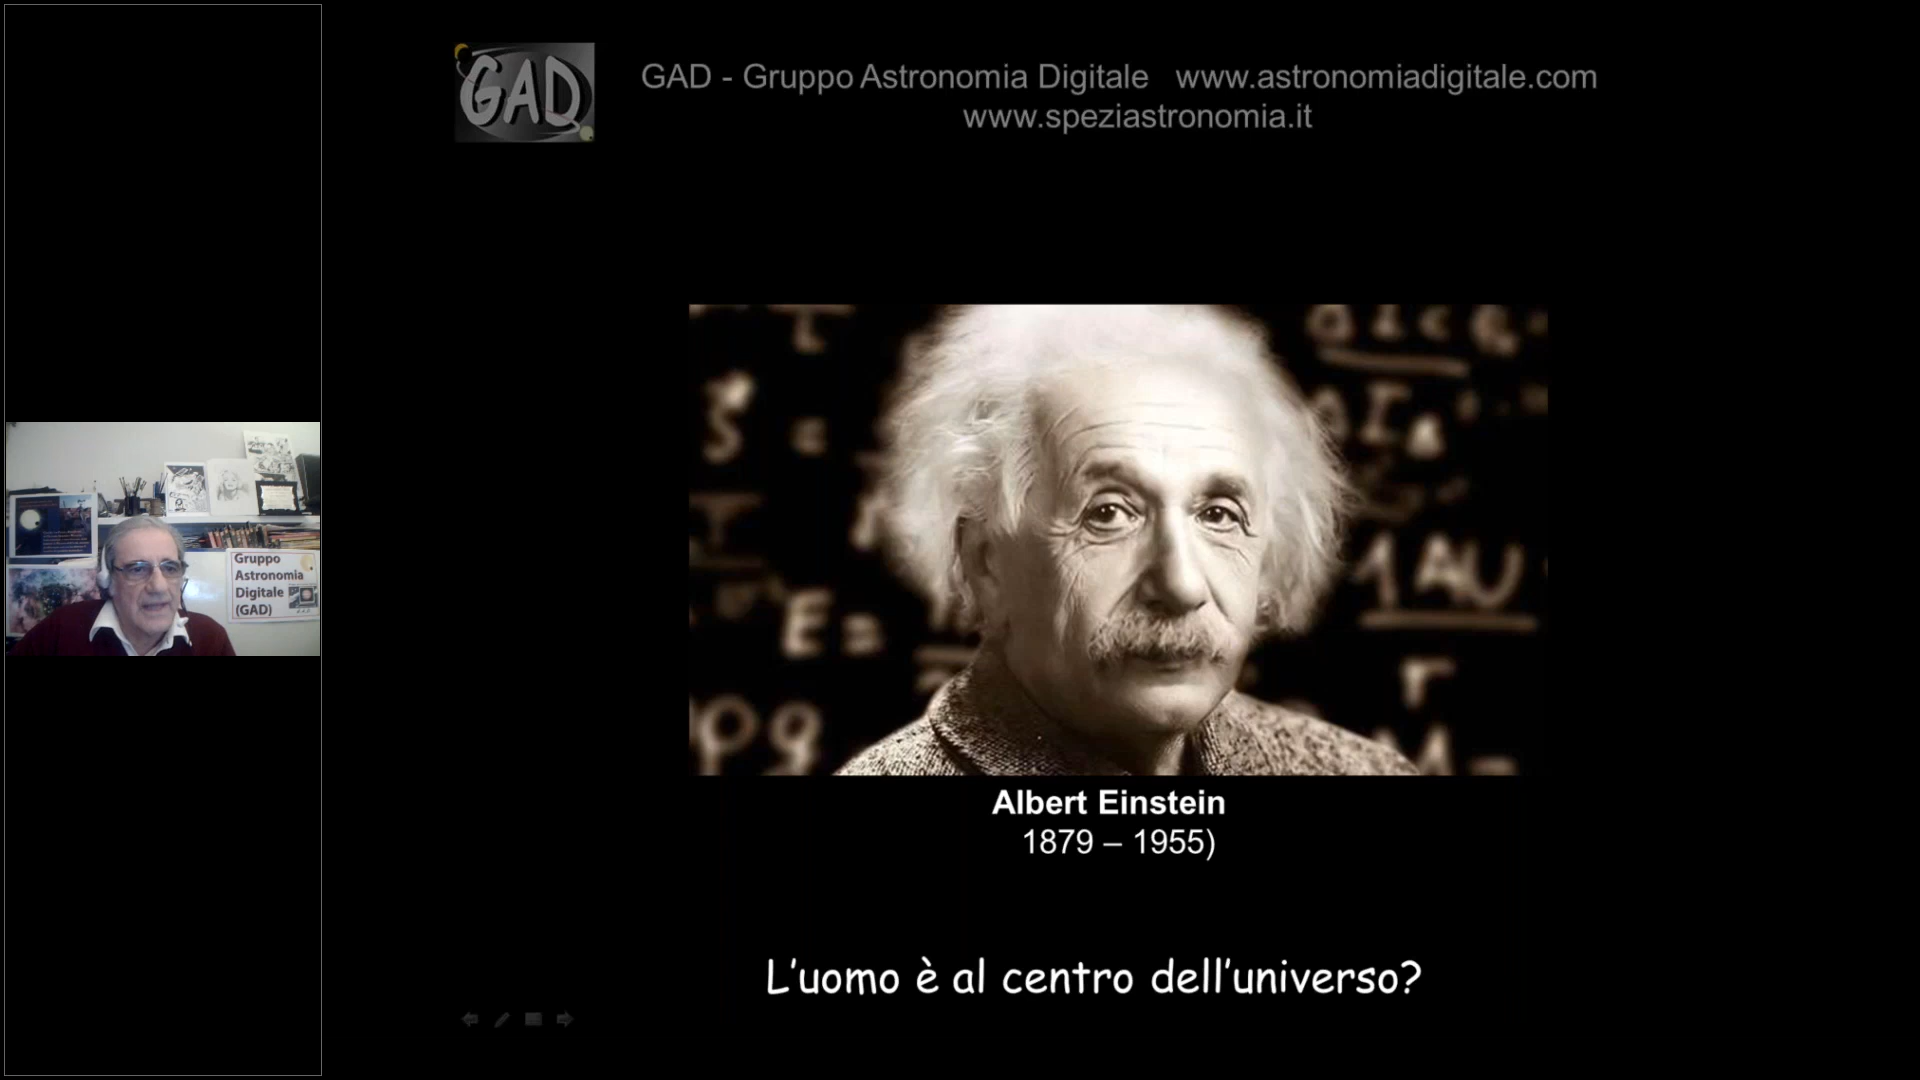 GAD
GAD - Gruppo Astronomia Digitale www.astronomiadigitale.com
www.speziastronomia.it
Gruppo
Astronomia
Digitale
(GAD)
1AU
Albert Einstein
1879 – 1955)
L'uomo è al centro dell'universo?